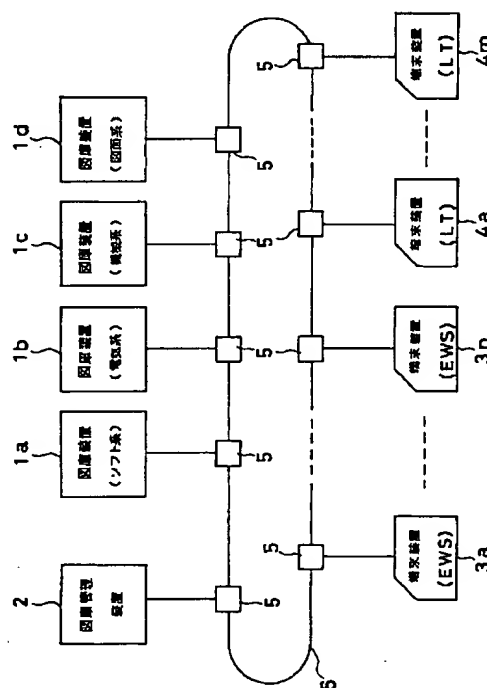 2
図庫管理
装置
1a
図庫装置
(ソフト系)
1b
図庫装置
(電気系)
1c
図庫装置
(機械系)
1d
図庫装置
(図面系)
5
5
5
5
5
5
5
6
3a
端末装置
(EWS)
3n
端末装置
(EWS)
4a
端末装置
(LT)
4m
端末装置
(LT)